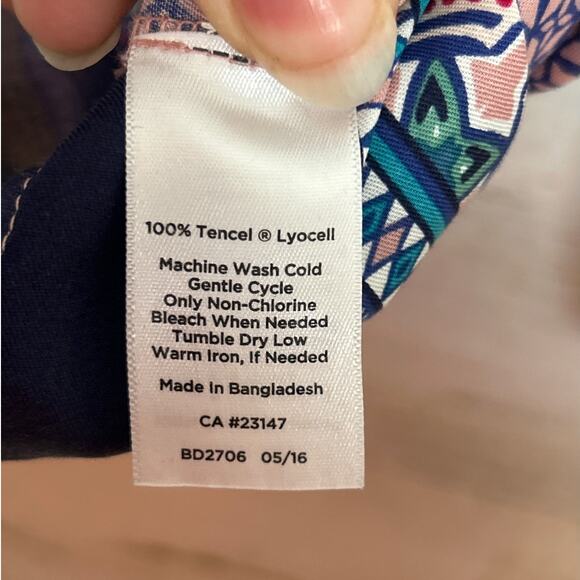 100% Tencel ® Lyocell
Machine Wash Cold
Gentle Cycle
Only Non-Chlorine
Bleach When Needed
Tumble Dry Low
Warm Iron, If Needed
Made In Bangladesh
CA #23147
BD2706 05/16